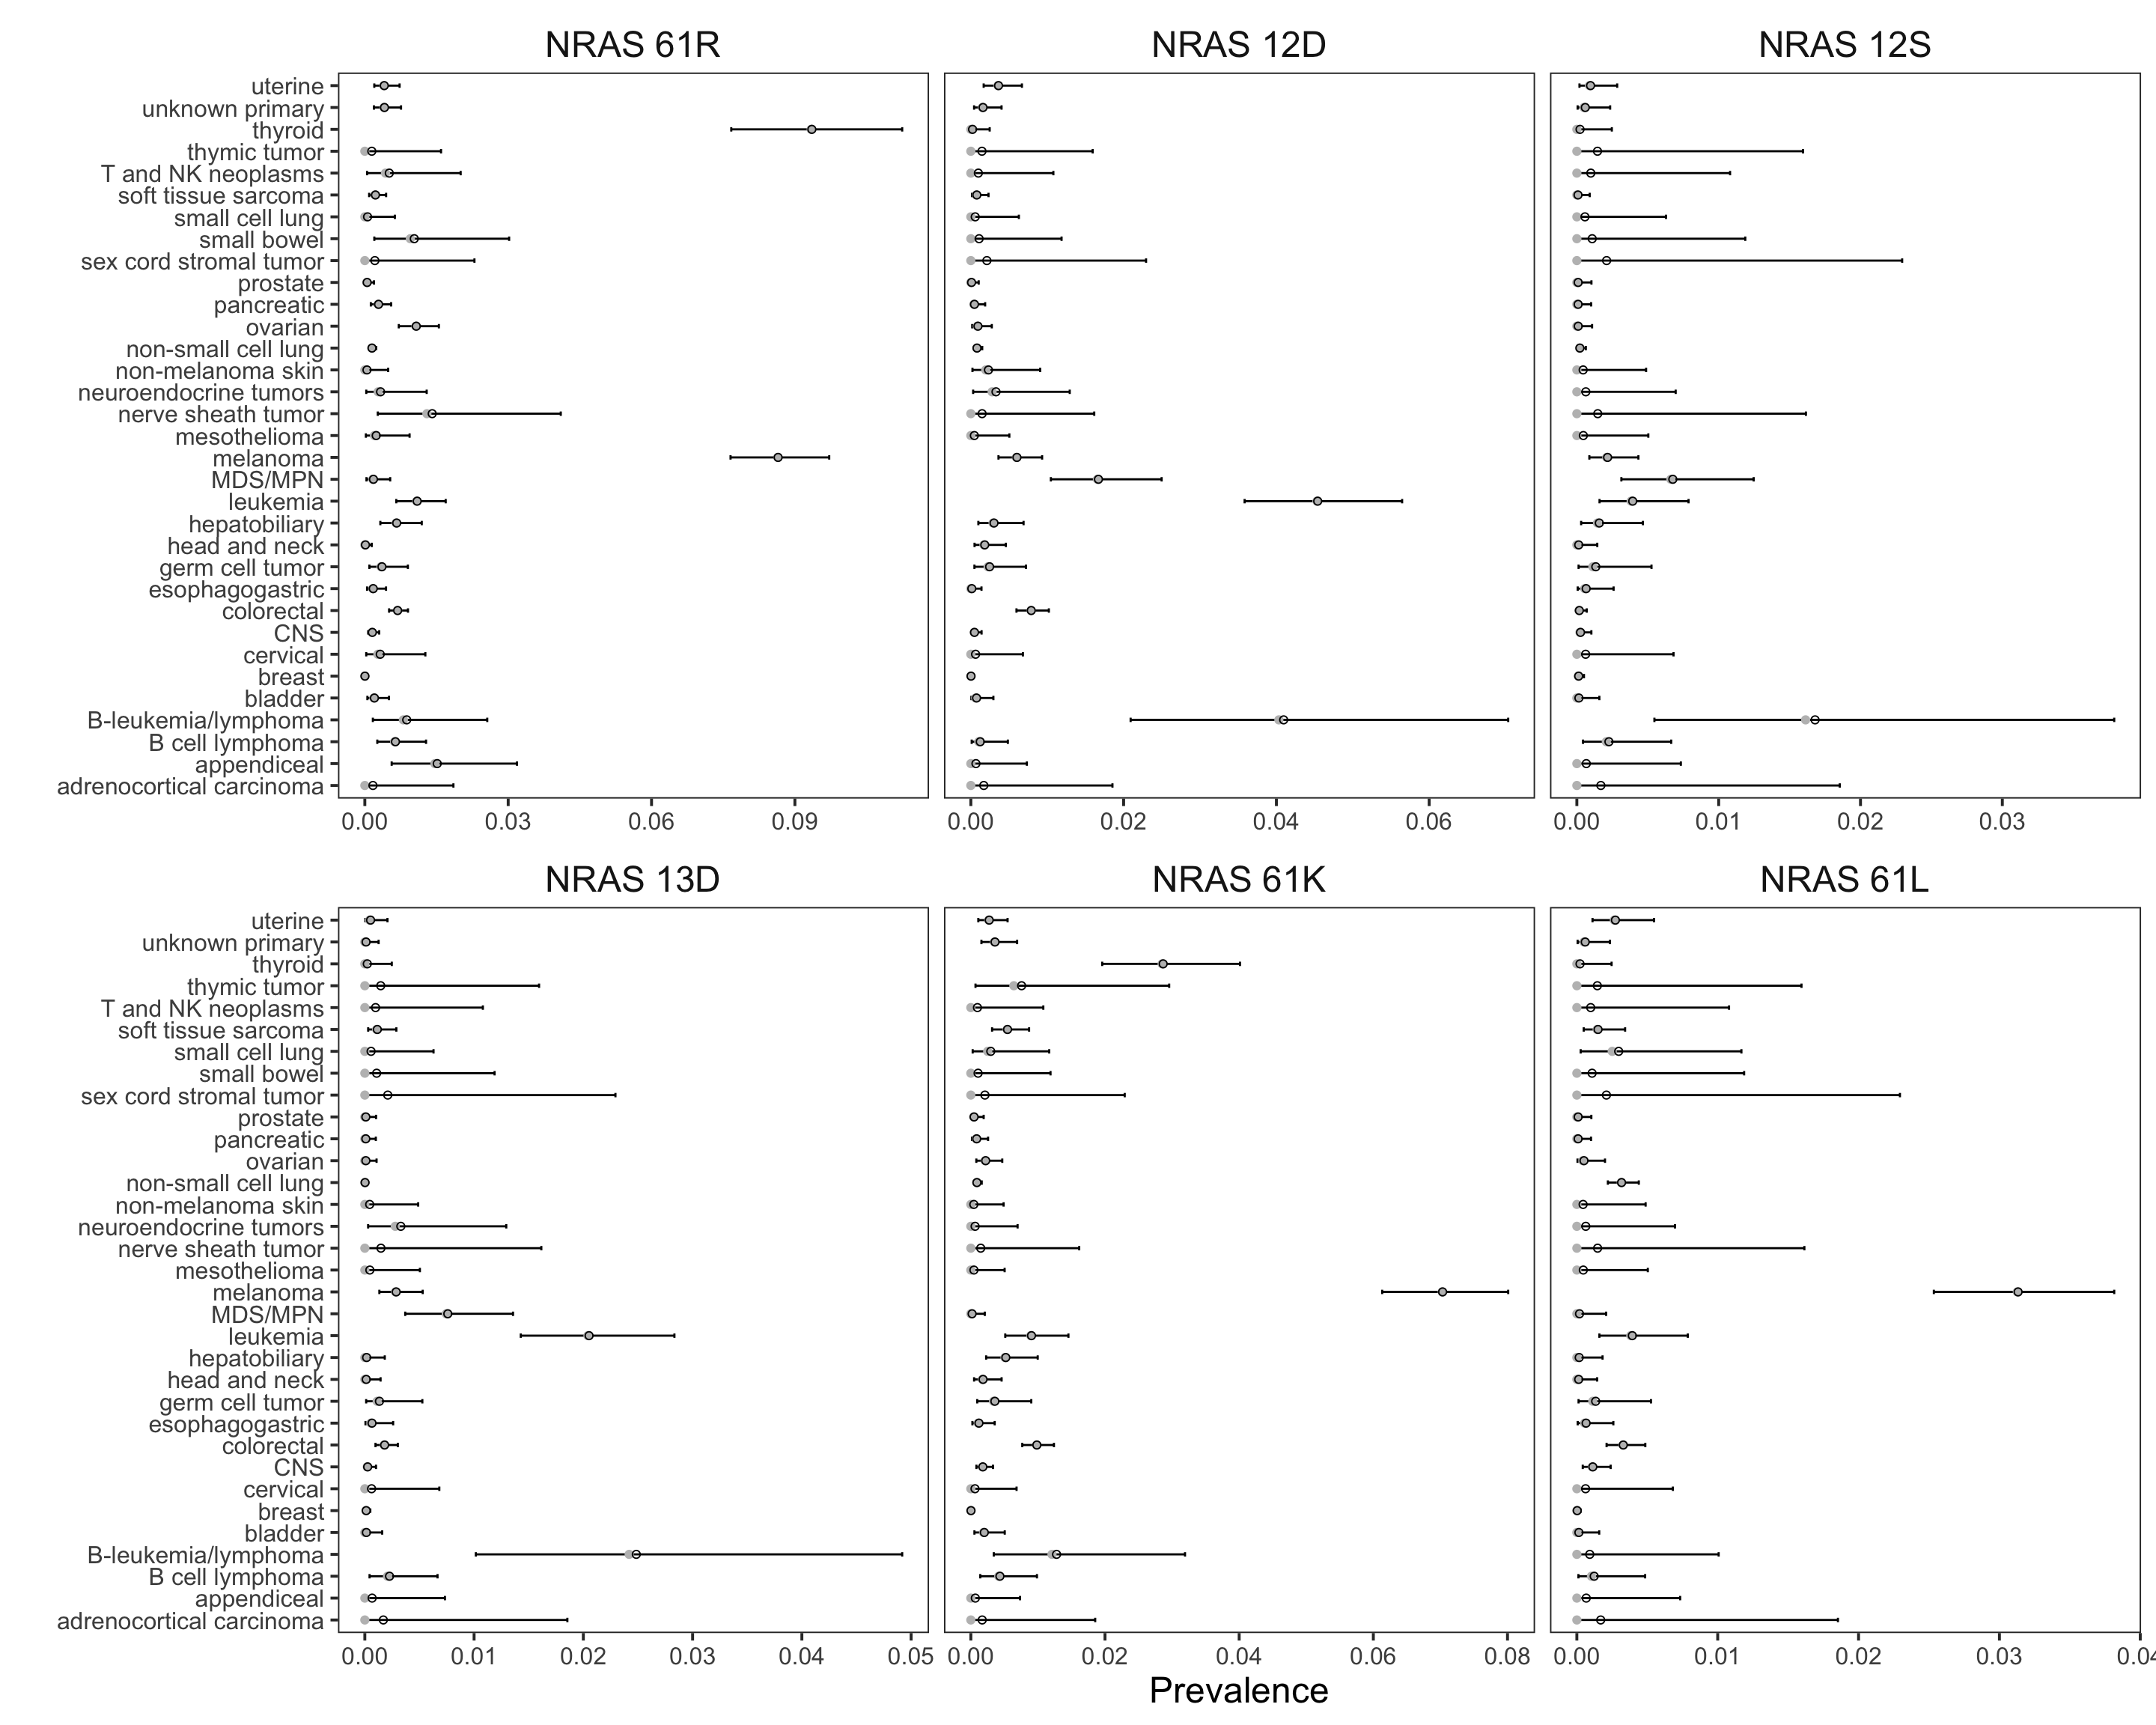 NRAS 61R NRAS 12D NRAS 12S
uterine
unknown primary
thyroid
thymic tumor
T and NK neoplasms
soft tissue sarcoma
small cell lung
small bowel
sex cord stromal tumor
prostate
pancreatic
ovarian
non-small cell lung
non-melanoma skin
neuroendocrine tumors
nerve sheath tumor
mesothelioma
melanoma
MDS/MPN
leukemia
hepatobiliary
head and neck
germ cell tumor
esophagogastric
colorectal
CNS
cervical
breast
bladder
B-leukemia/lymphoma
B cell lymphoma
appendiceal
adrenocortical carcinoma
0.00 0.03 0.06 0.09 0.00 0.02 0.04 0.06 0.00 0.01 0.02 0.03
NRAS 13D NRAS 61K NRAS 61L
uterine
unknown primary
thyroid
thymic tumor
T and NK neoplasms
soft tissue sarcoma
small cell lung
small bowel
sex cord stromal tumor
prostate
pancreatic
ovarian
non-small cell lung
non-melanoma skin
neuroendocrine tumors
nerve sheath tumor
mesothelioma
melanoma
MDS/MPN
leukemia
hepatobiliary
head and neck
germ cell tumor
esophagogastric
colorectal
CNS
cervical
breast
bladder
B-leukemia/lymphoma
B cell lymphoma
appendiceal
adrenocortical carcinoma
0.00 0.01 0.02 0.03 0.04 0.05 0.00 0.02 0.04 0.06 0.08 0.00 0.01 0.02 0.03 0.04
Prevalence